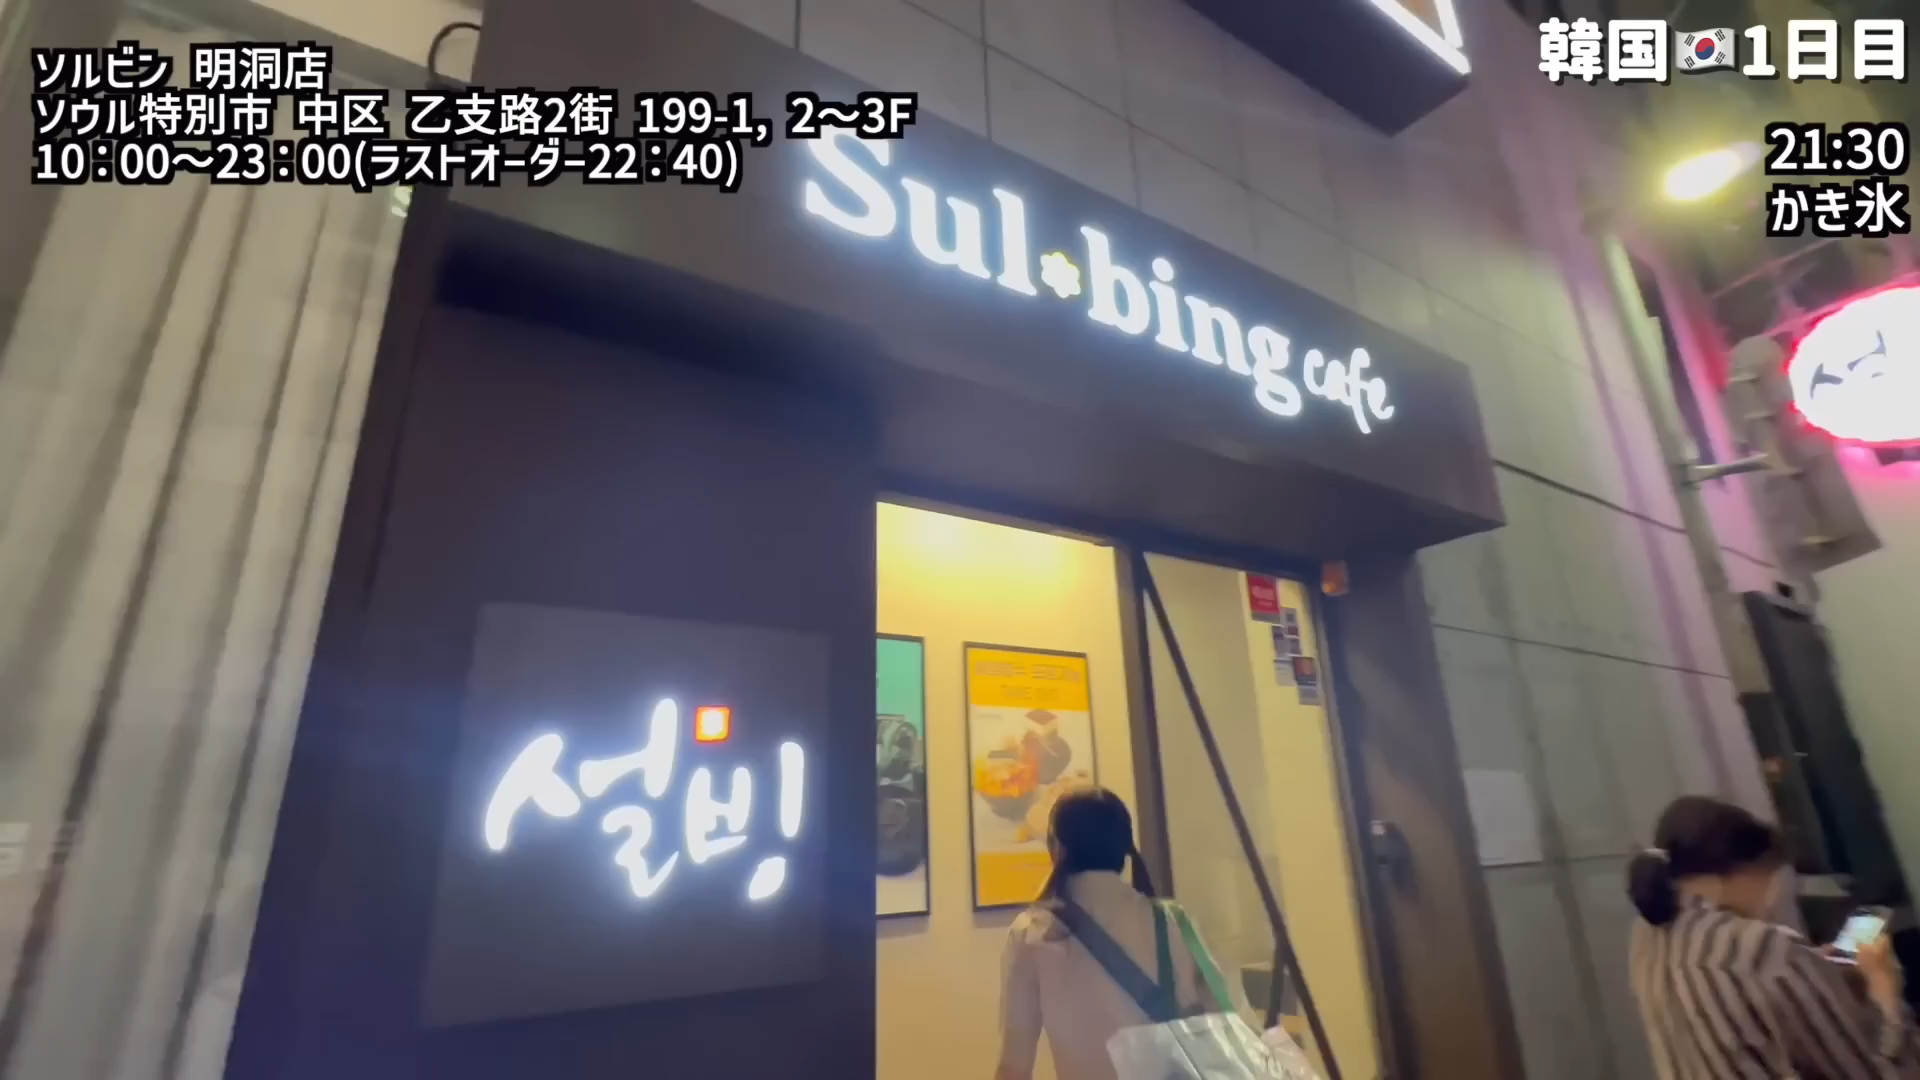 ソルビン 明洞店
ソウル特別市 中区 乙支路2街 199-1, 2〜3F
10：00〜23：00(ラストオーダー22：40)
韓国🇰🇷1日目
21:30
かき氷
Sul bing cafe
설빙